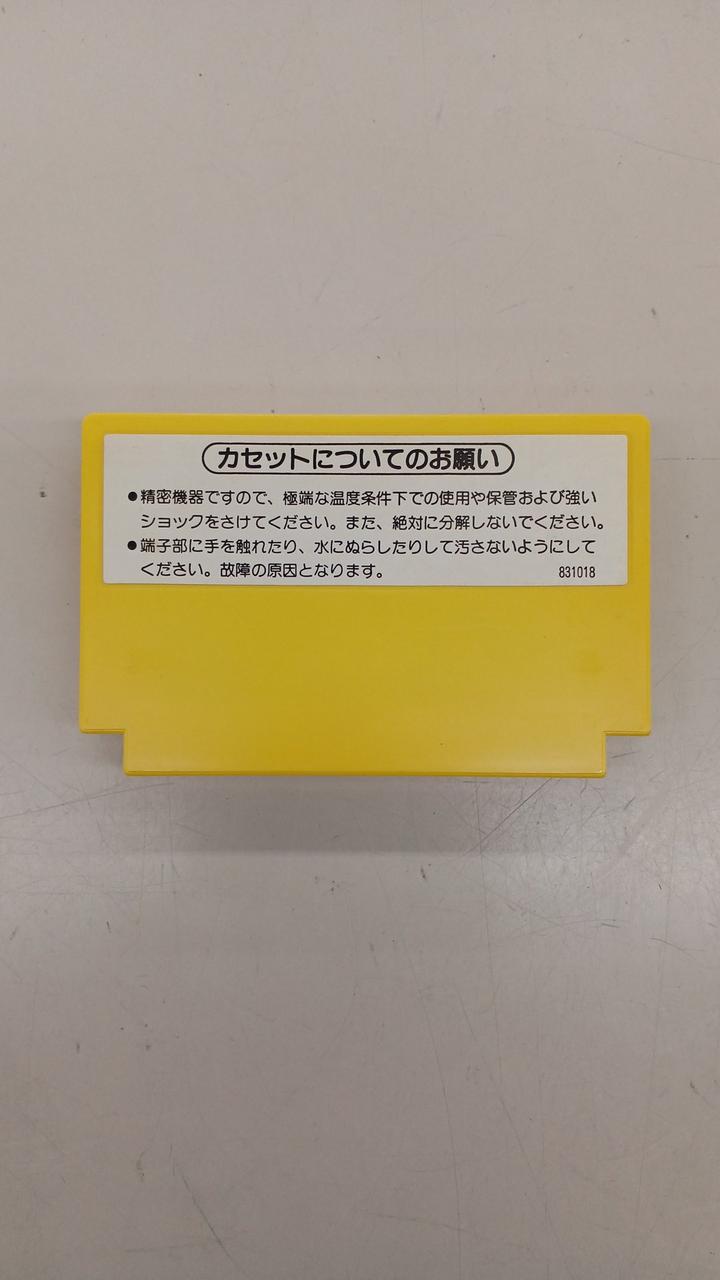 カセットについてのお願い
●精密機器ですので、極端な温度条件下での使用や保管および強い
ショックをさけてください。また、絶対に分解しないでください。
●端子部に手を触れたり、水にぬらしたりして汚さないようにして
ください。故障の原因となります。
831018